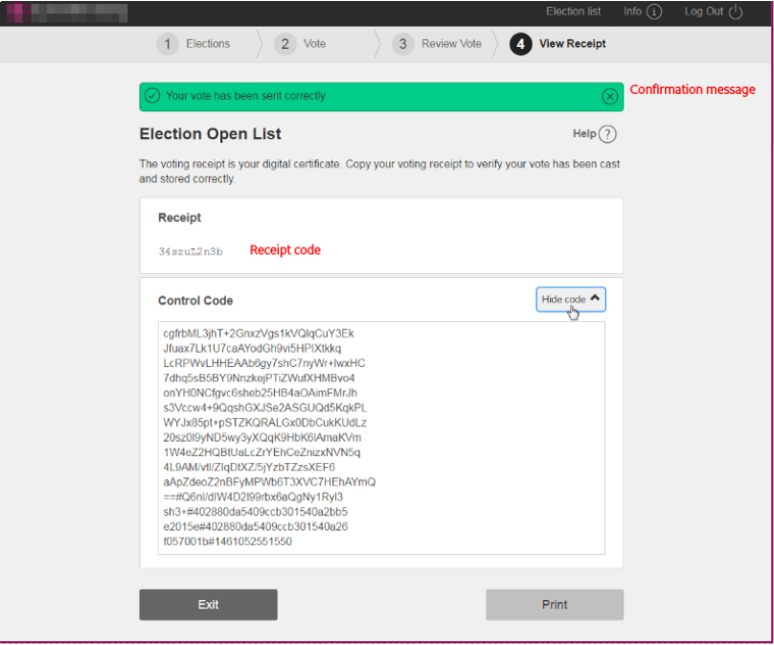 Election list Info i Log Out
1 Elections 2 Vote 3 Review Vote 4 View Receipt
Your vote has been sent correctly
Confirmation message
Election Open List
Help ?
The voting receipt is your digital certificate. Copy your voting receipt to verify your vote has been cast
and stored correctly.
Receipt
34szuL2n3b
Receipt code
Control Code
Hide code
cgfrbML3jhT+2GnxzVgs1kVQlqCuY3Ek
Jfuax7Lk1U7caAYodGh9vi5HPIXtkkq
LcRPWvLHHEAAb6gy7shC7nyWr+IwxHC
7dhq5sB5BY9NnzkejPTiZWufXHMBvo4
onYH0NCfgvc6sheb25HB4aOAimFMrJh
s3Vccw4+9QqshGXJSe2ASGUQd5KqkPL
WYJx85pt+pSTZKQRALGx0DbCukKUdLz
20sz0l9yND5wy3yXQqK9HbK6lAmaKVm
1W4eZ2HQBtUaLcZrYEhCeZnizxNVN5q
4L9AM/vtl/ZIqDtXZ/5jYzbTZzsXEF6
aApZdeoZ2nBFyMPWb6T3XVC7HEhAYmQ
==#Q6nl/dIW4D2I99rbx6aQgNy1Ryl3
sh3+#402880da5409ccb301540a2bb5
e2015e#402880da5409ccb301540a26
f057001b#1461052551550
Exit
Print